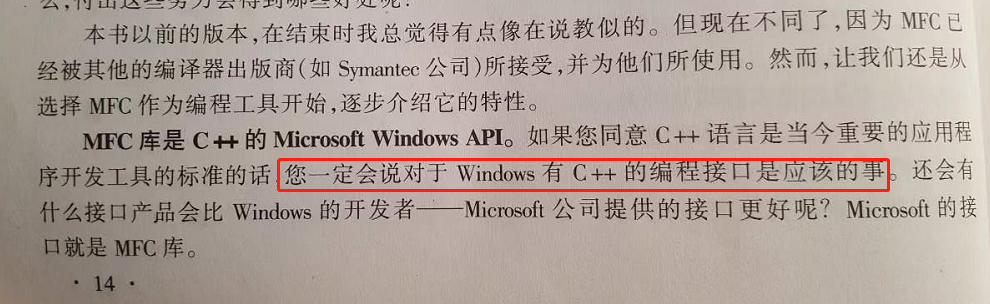 么,付出这些努力会得到哪些好处呢?
本书以前的版本,在结束时我总觉得有点像在说教似的。但现在不同了,因为 MFC 已
经被其他的编译器出版商(如 Symantec 公司)所接受,并为他们所使用。然而,让我们还是从
选择 MFC 作为编程工具开始,逐步介绍它的特性。
MFC 库是 C++ 的 Microsoft Windows API。如果您同意 C++ 语言是当今重要的应用程
序开发工具的标准的话,您一定会说对于 Windows 有 C++ 的编程接口是应该的事。还会有
什么接口产品会比 Windows 的开发者——Microsoft 公司提供的接口更好呢? Microsoft 的接
口就是 MFC 库。
· 14 ·